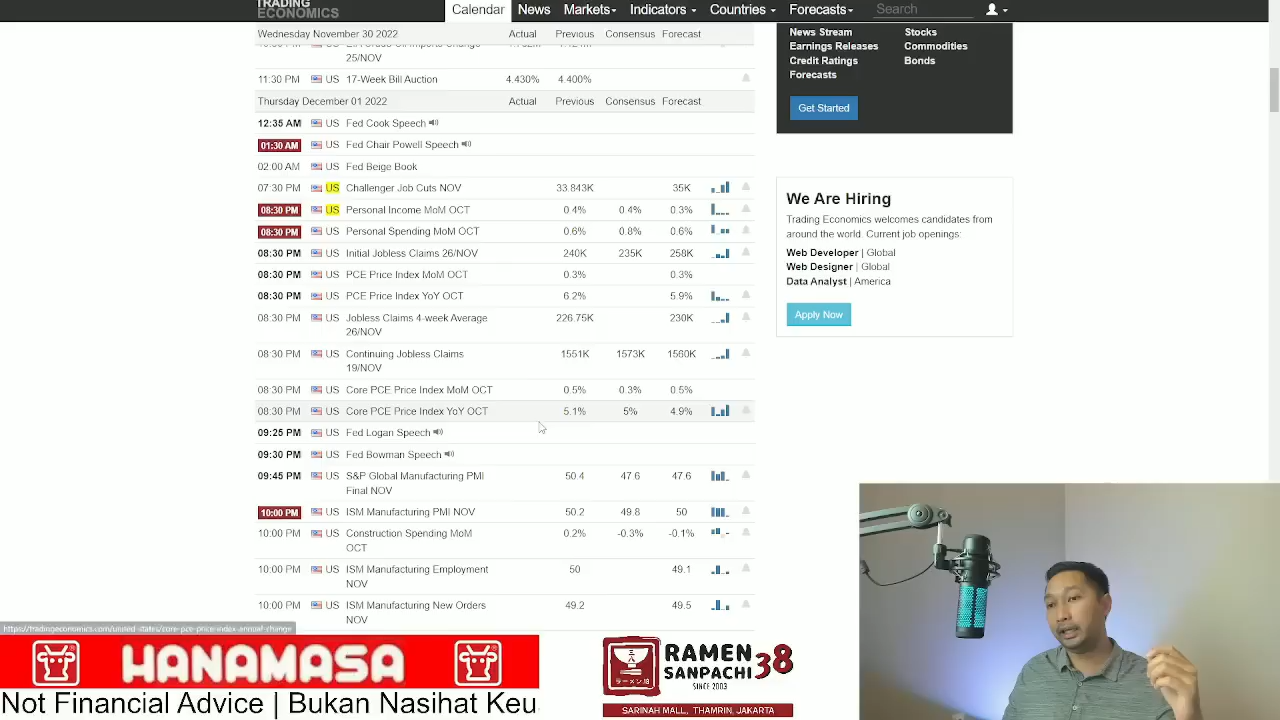 TRADING
ECONOMICS
Calendar News Markets Indicators Countries Forecasts Search
Wednesday November 30 2022 Actual Previous Consensus Forecast
25/NOV
11:30 PM US 17-Week Bill Auction 4.430% 4.400%
Thursday December 01 2022 Actual Previous Consensus Forecast
12:35 AM US Fed Cook Speech
01:30 AM US Fed Chair Powell Speech
02:00 AM US Fed Beige Book
07:30 PM US Challenger Job Cuts NOV 33.843K 35K
08:30 PM US Personal Income MoM OCT 0.4% 0.4% 0.3%
08:30 PM US Personal Spending MoM OCT 0.6% 0.8% 0.6%
08:30 PM US Initial Jobless Claims 26/NOV 240K 235K 258K
08:30 PM US PCE Price Index MoM OCT 0.3% 0.3%
08:30 PM US PCE Price Index YoY OCT 6.2% 5.9%
08:30 PM US Jobless Claims 4-week Average 226.75K 230K
26/NOV
08:30 PM US Continuing Jobless Claims 1551K 1573K 1560K
19/NOV
08:30 PM US Core PCE Price Index MoM OCT 0.5% 0.3% 0.5%
08:30 PM US Core PCE Price Index YoY OCT 5.1% 5% 4.9%
09:25 PM US Fed Logan Speech
09:30 PM US Fed Bowman Speech
09:45 PM US S&P Global Manufacturing PMI 50.4 47.6 47.6
Final NOV
10:00 PM US ISM Manufacturing PMI NOV 50.2 49.8 50
10:00 PM US Construction Spending MoM 0.2% -0.3% -0.1%
OCT
10:00 PM US ISM Manufacturing Employment 50 49.1
NOV
10:00 PM US ISM Manufacturing New Orders 49.2 49.5
NOV
News Stream Stocks
Earnings Releases Commodities
Credit Ratings Bonds
Forecasts
Get Started
We Are Hiring
Trading Economics welcomes candidates from
around the world. Current job openings:
Web Developer | Global
Web Designer | Global
Data Analyst | America
Apply Now
https://tradingeconomics.com/united-states/core-pce-price-index-annual-change
HANAMASA
RAMEN
SANPACHI 38
SINCE 2003
SARINAH MALL, THAMRIN, JAKARTA
Not Financial Advice | Bukan Nasihat Keu